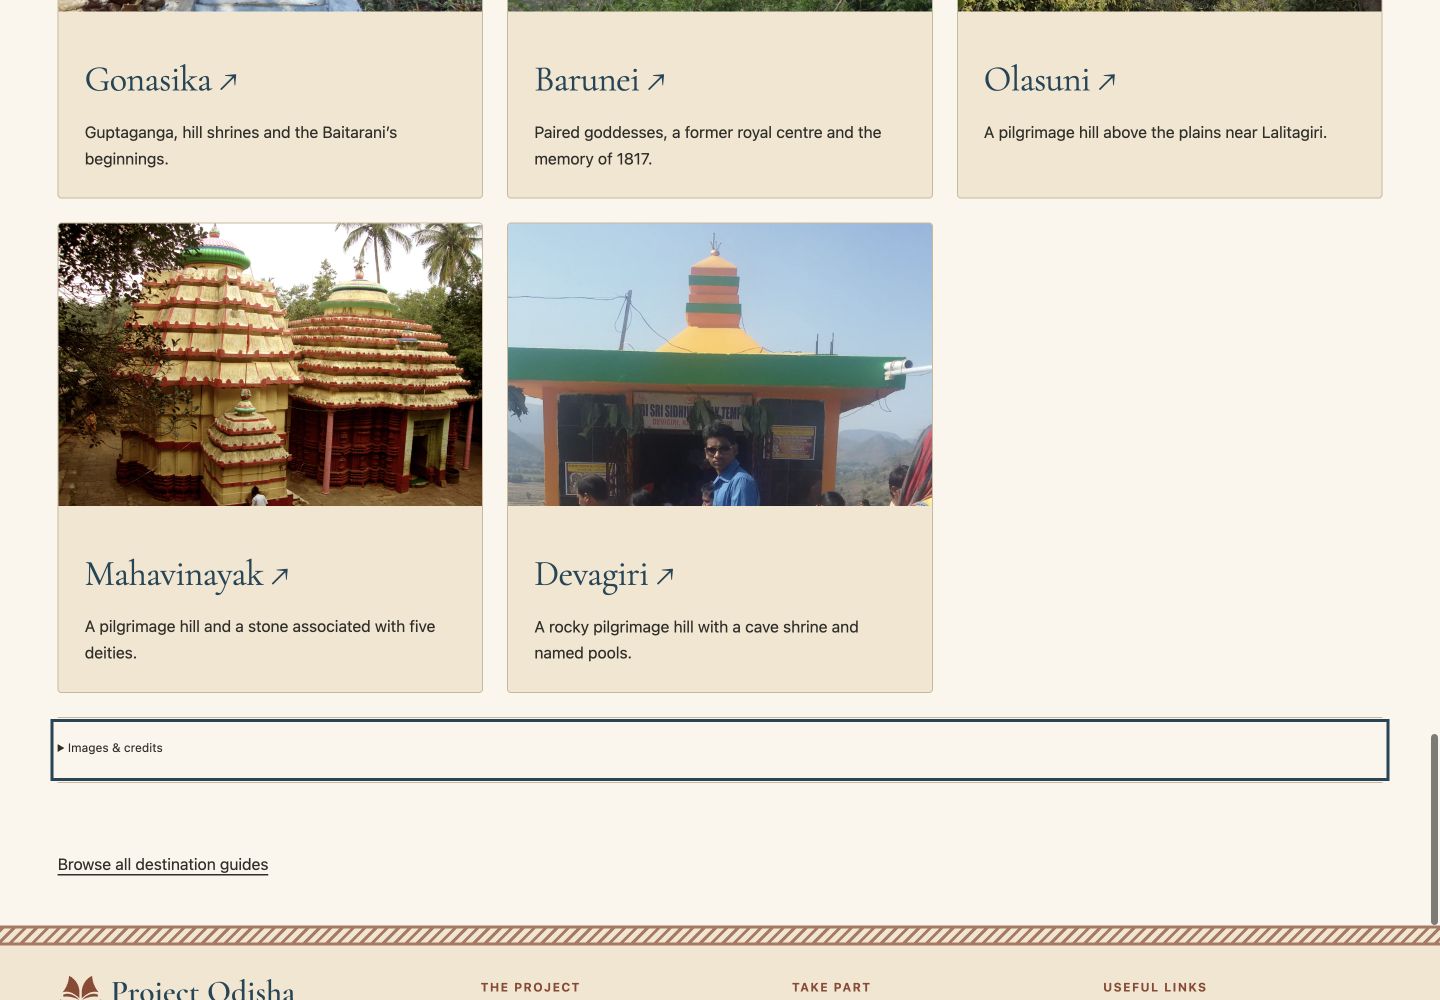 Gonasika ↗
Guptaganga, hill shrines and the Baitarani’s
beginnings.
Barunei ↗
Paired goddesses, a former royal centre and the
memory of 1817.
Olasuni ↗
A pilgrimage hill above the plains near Lalitagiri.
Mahavinayak ↗
A pilgrimage hill and a stone associated with five
deities.
SRI SIDHI
TEMP
Devagiri ↗
A rocky pilgrimage hill with a cave shrine and
named pools.
Images & credits
Browse all destination guides
Project Odisha
THE PROJECT
TAKE PART
USEFUL LINKS